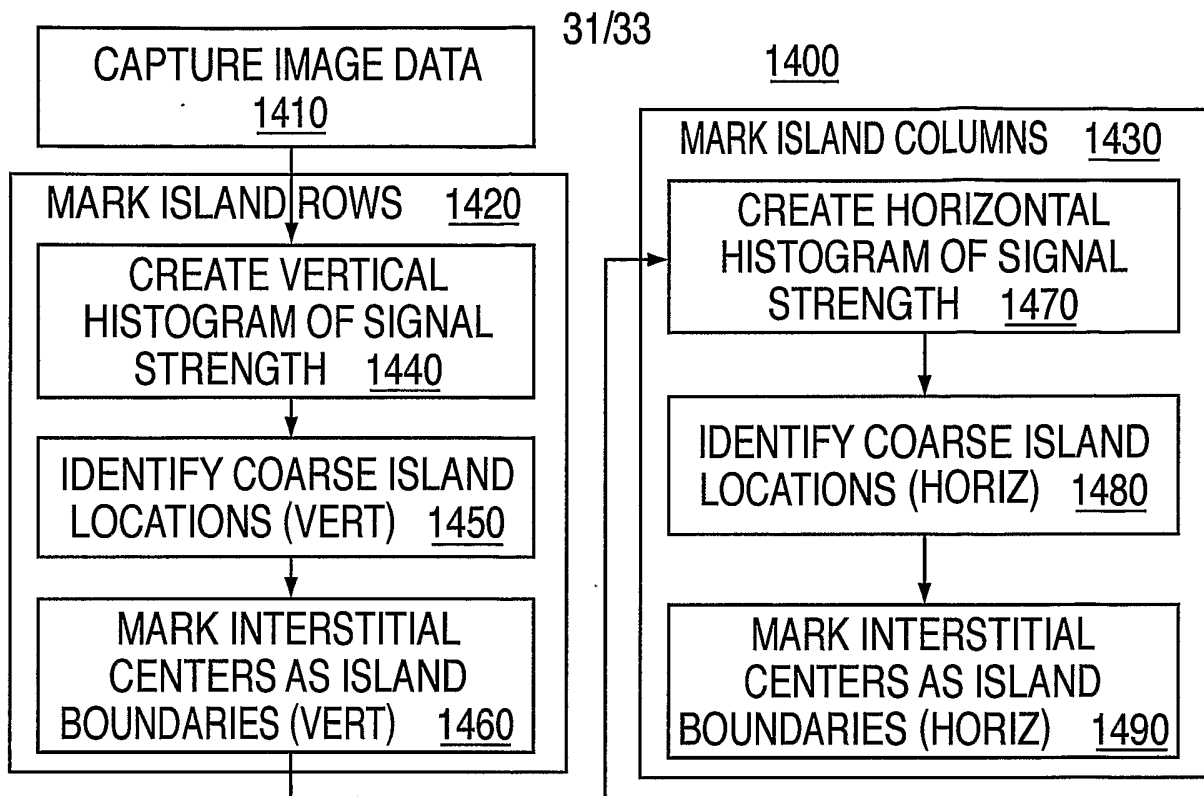 31/33
1400
CAPTURE IMAGE DATA
1410
MARK ISLAND ROWS 1420
CREATE VERTICAL
HISTOGRAM OF SIGNAL
STRENGTH 1440
IDENTIFY COARSE ISLAND
LOCATIONS (VERT) 1450
MARK INTERSTITIAL
CENTERS AS ISLAND
BOUNDARIES (VERT) 1460
MARK ISLAND COLUMNS 1430
CREATE HORIZONTAL
HISTOGRAM OF SIGNAL
STRENGTH 1470
IDENTIFY COARSE ISLAND
LOCATIONS (HORIZ) 1480
MARK INTERSTITIAL
CENTERS AS ISLAND
BOUNDARIES (HORIZ) 1490